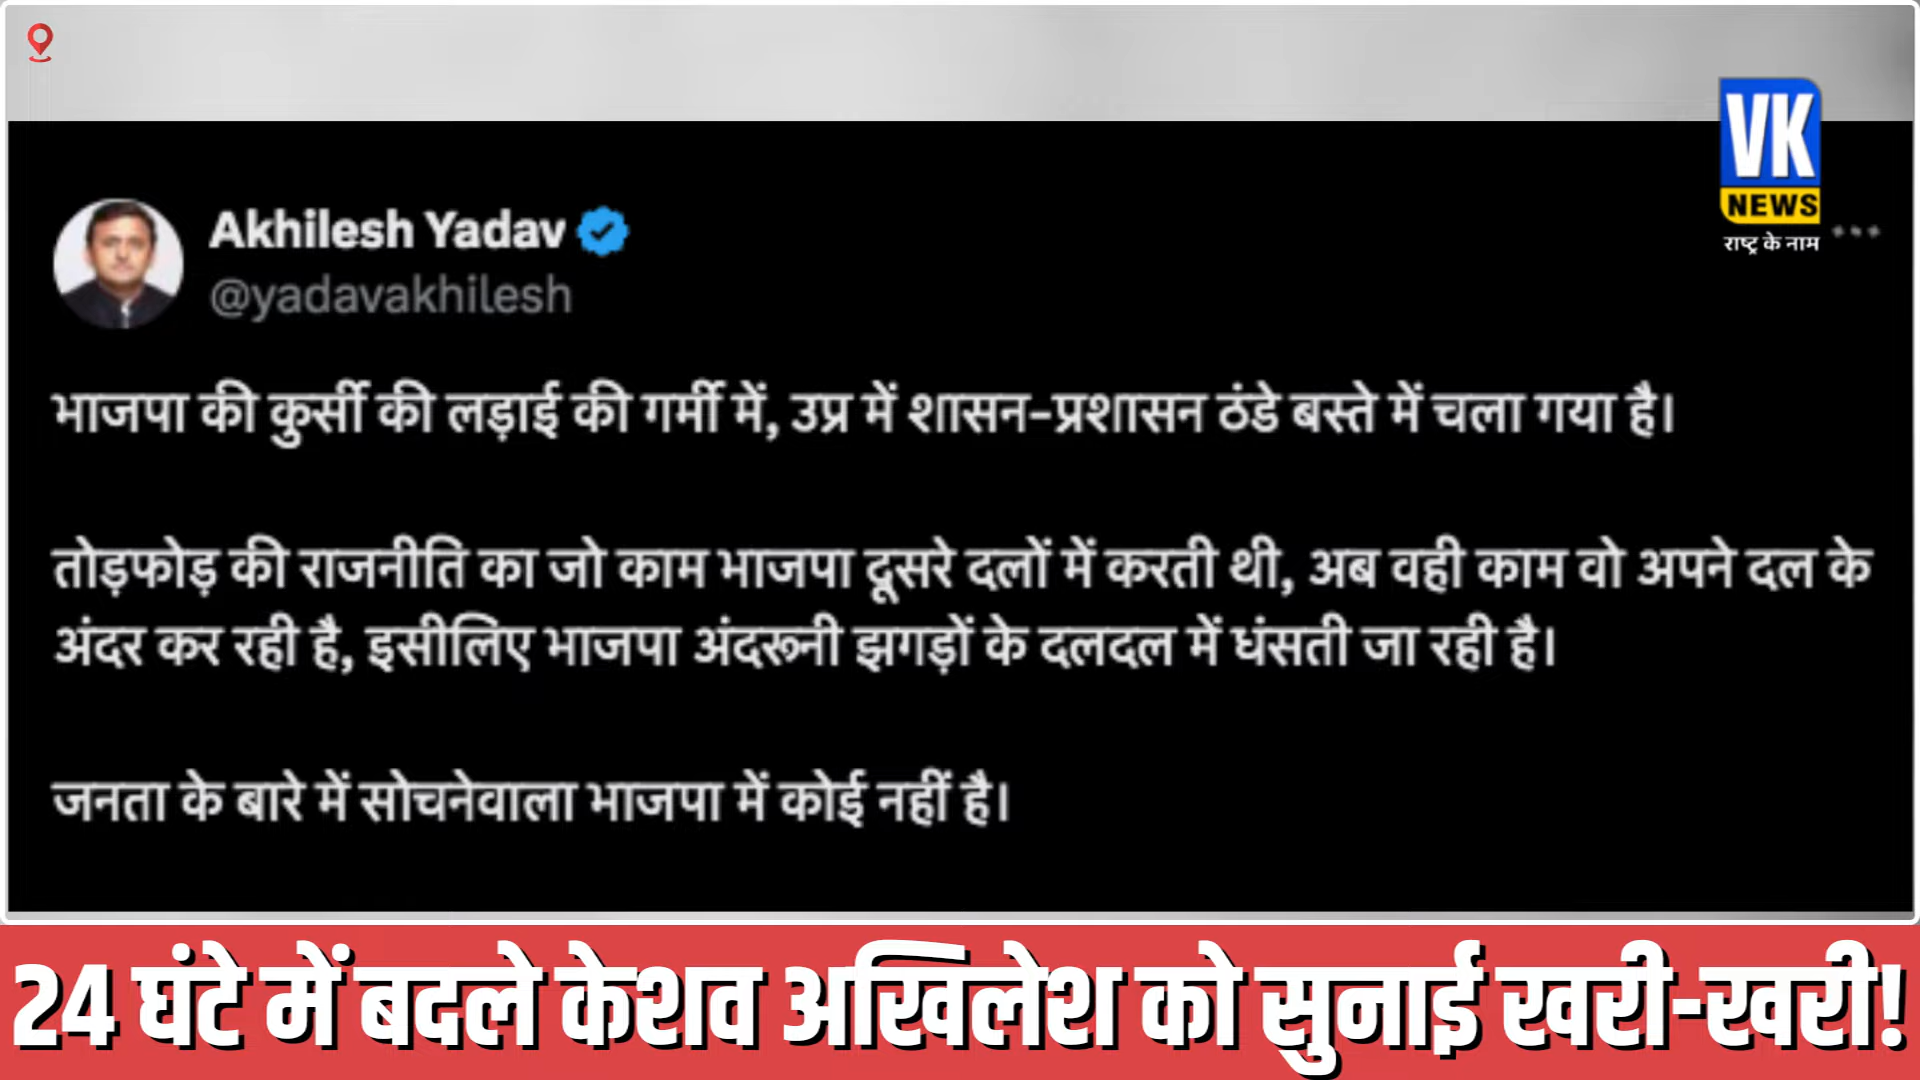 VK
NEWS
राष्ट्र के नाम
Akhilesh Yadav
@yadavakhilesh
भाजपा की कुर्सी की लड़ाई की गर्मी में, उप्र में शासन-प्रशासन ठंडे बस्ते में चला गया है।
तोड़फोड़ की राजनीति का जो काम भाजपा दूसरे दलों में करती थी, अब वही काम वो अपने दल के
अंदर कर रही है, इसीलिए भाजपा अंदरूनी झगड़ों के दलदल में धंसती जा रही है।
जनता के बारे में सोचनेवाला भाजपा में कोई नहीं है।
24 घंटे में बदले केशव अखिलेश को सुनाई खरी-खरी!